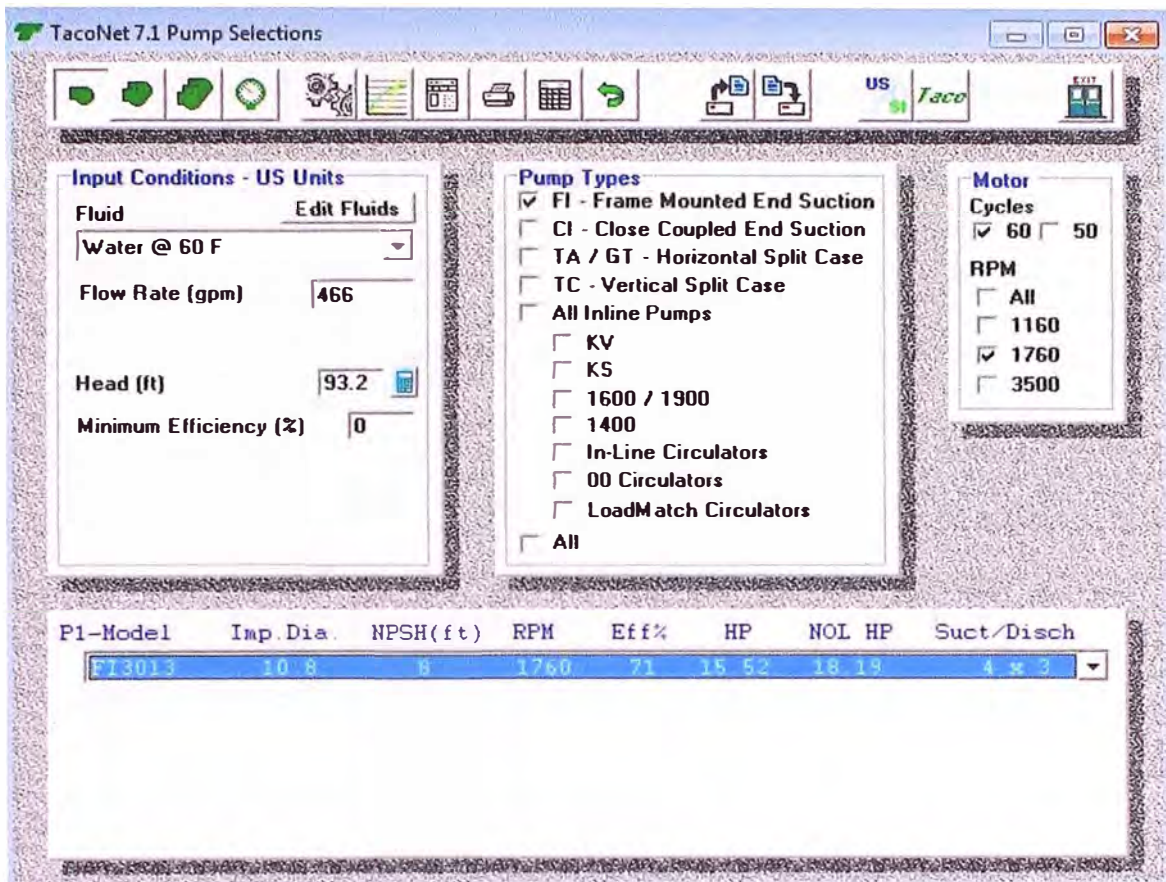 TacoNet 7.1 Pump Selections
US SI Taco EXIT
Input Conditions - US Units
Fluid Edit Fluids
Water @ 60 F
Flow Rate (gpm) 466
Head (ft) 93.2
Minimum Efficiency (%) 0
Pump Types
FI - Frame Mounted End Suction
CI - Close Coupled End Suction
TA / GT - Horizontal Split Case
TC - Vertical Split Case
All Inline Pumps
KV
KS
1600 / 1900
1400
In-Line Circulators
00 Circulators
LoadMatch Circulators
All
Motor
Cycles
60 50
RPM
All
1160
1760
3500
P1-Model Imp.Dia. NPSH(ft) RPM Eff% HP NOL HP Suct/Disch
FI3013 10.8 8 1760 71 15.52 18.19 4 x 3